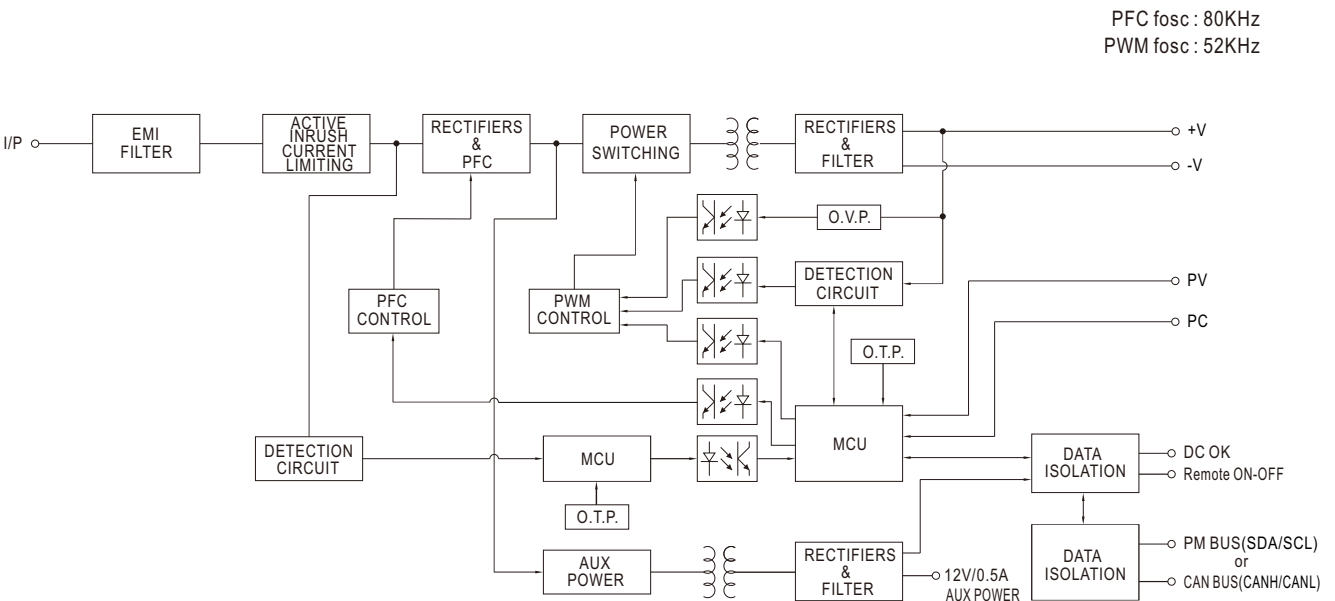 PFC fosc : 80KHz
PWM fosc : 52KHz
I/P
EMI
FILTER
ACTIVE
INRUSH
CURRENT
LIMITING
RECTIFIERS
&
PFC
POWER
SWITCHING
RECTIFIERS
&
FILTER
+V
-V
O.V.P.
DETECTION
CIRCUIT
PFC
CONTROL
PWM
CONTROL
PV
PC
O.T.P.
MCU
DETECTION
CIRCUIT
MCU
O.T.P.
DATA
ISOLATION
DC OK
Remote ON-OFF
AUX
POWER
RECTIFIERS
&
FILTER
12V/0.5A
AUX POWER
DATA
ISOLATION
PM BUS(SDA/SCL)
or
CAN BUS(CANH/CANL)